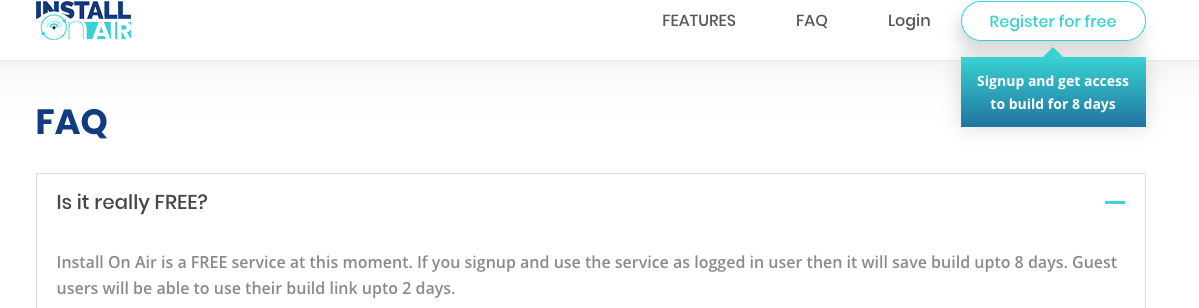 INSTALL
On AIR
FEATURES
FAQ
Login
Register for free
Signup and get access
to build for 8 days
FAQ
Is it really FREE?
Install On Air is a FREE service at this moment. If you signup and use the service as logged in user then it will save build upto 8 days. Guest
users will be able to use their build link upto 2 days.